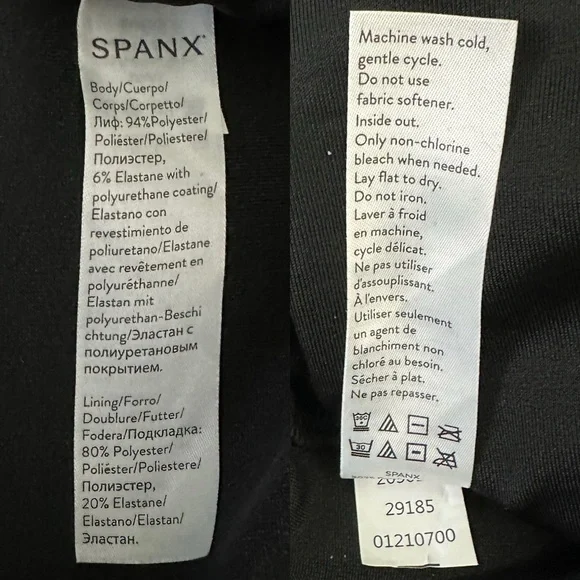 SPANX®
Body/Cuerpo/
Corps/Corpetto/
Лиф: 94%Polyester/
Poliéster/Poliestere/
Полиэстер,
6% Elastane with
polyurethane coating/
Elastano con
revestimiento de
poliuretano/Elastane
avec revêtement en
polyuréthanne/
Elastan mit
polyurethan-Beschi
chtung/Эластан с
полиуретановым
покрытием.
Lining/Forro/
Doublure/Futter/
Fodera/Подкладка:
80% Polyester/
Poliéster/Poliestere/
Полиэстер,
20% Elastane/
Elastano/Elastan/
Эластан.
Machine wash cold,
gentle cycle.
Do not use
fabric softener.
Inside out.
Only non-chlorine
bleach when needed.
Lay flat to dry.
Do not iron.
Laver à froid
en machine,
cycle délicat.
Ne pas utiliser
d'assouplissant.
À l'envers.
Utiliser seulement
un agent de
blanchiment non
chloré au besoin.
Sécher à plat.
Ne pas repasser.
30
SPANX
29185
01210700